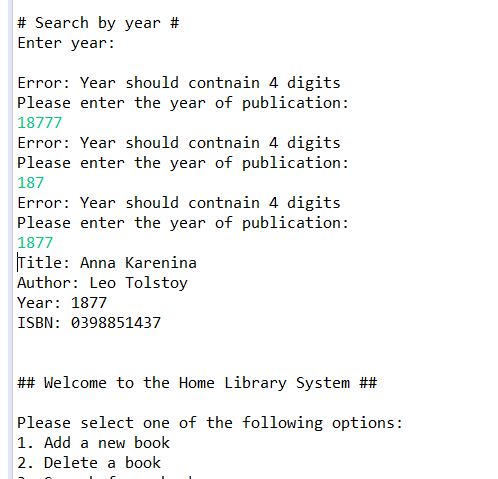 # Search by year #
Enter year:
Error: Year should contnain 4 digits
Please enter the year of publication:
18777
Error: Year should contnain 4 digits
Please enter the year of publication:
187
Error: Year should contnain 4 digits
Please enter the year of publication:
1877
Title: Anna Karenina
Author: Leo Tolstoy
Year: 1877
ISBN: 0398851437
## Welcome to the Home Library System ##
Please select one of the following options:
1. Add a new book
2. Delete a book